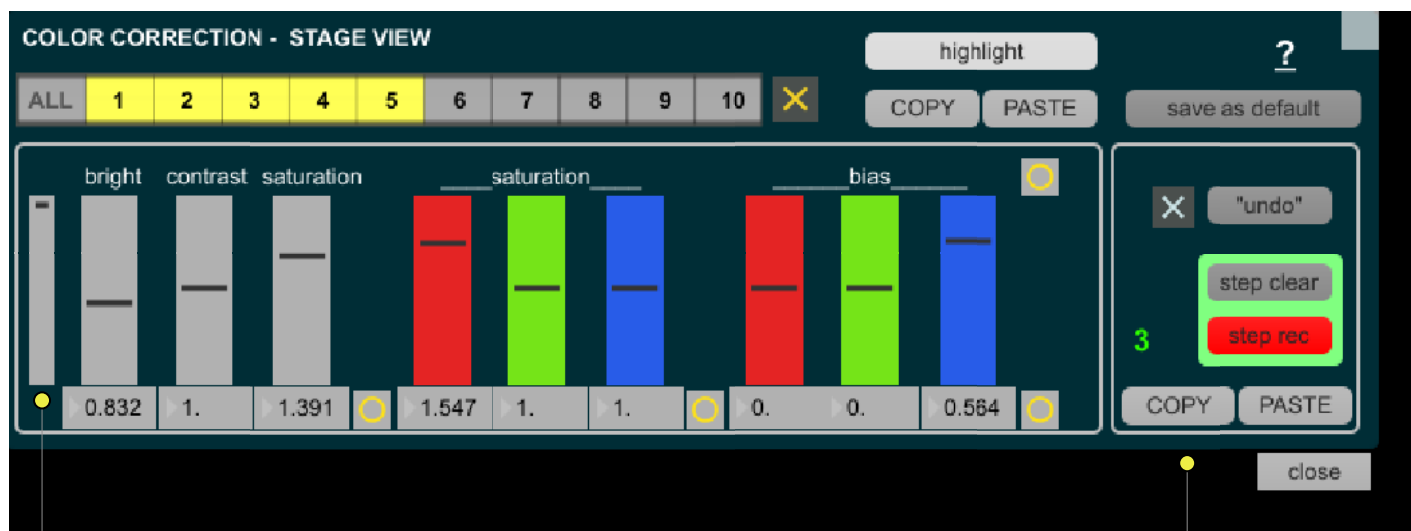 COLOR CORRECTION - STAGE VIEW
highlight
?
ALL 1 2 3 4 5 6 7 8 9 10
COPY PASTE
save as default
bright contrast saturation ____saturation____ ______bias______
"undo"
step clear
3 step rec
0.832 1. 1.391 1.547 1. 1. 0. 0. 0.564
COPY PASTE
close